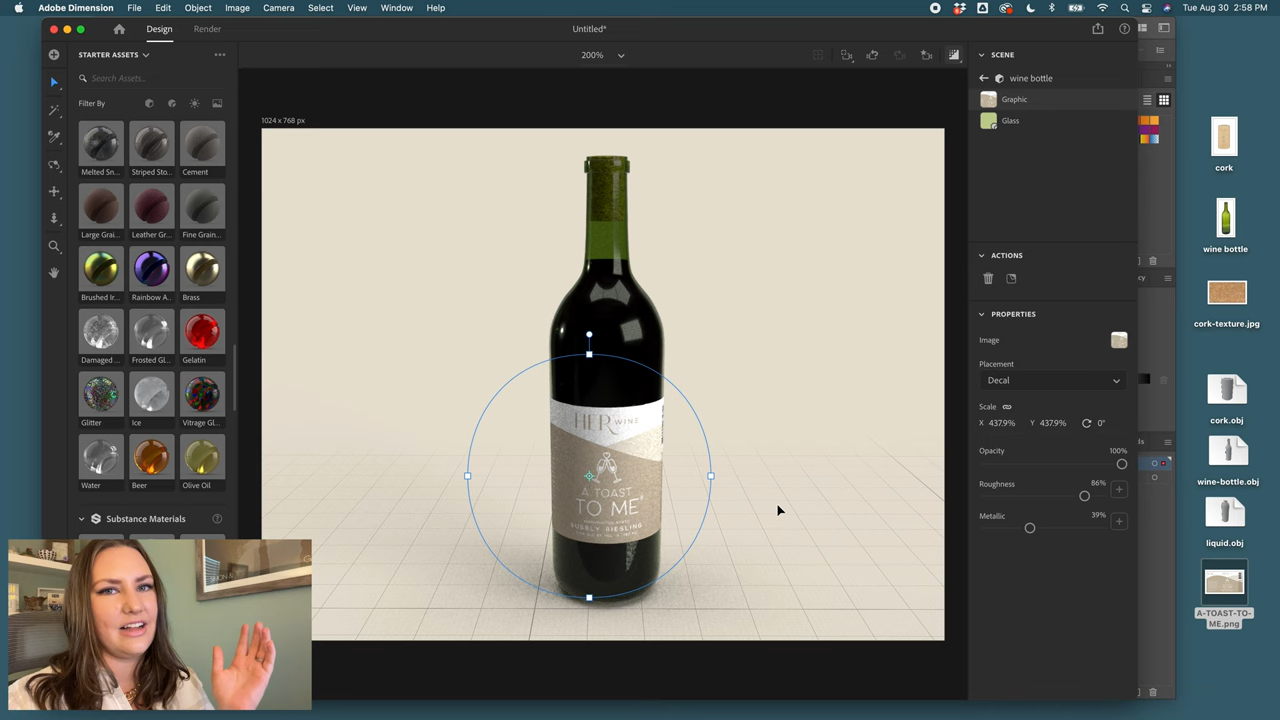 Adobe Dimension File Edit Object Image Camera Select View Window Help Tue Aug 30 2:58 PM
Design Render Untitled*
STARTER ASSETS 200%
Search Assets...
Filter By
1024 x 768 px
Melted Sn... Striped Sto... Cement
Large Grai... Leather Gr... Fine Grain...
Brushed Ir... Rainbow A... Brass
Damaged ... Frosted Gl... Gelatin
Glitter Ice Vitrage Gl...
Water Beer Olive Oil
Substance Materials
HER WINE
A TOAST
TO ME
BUBBLY RIESLING
SCENE
wine bottle
Graphic
Glass
ACTIONS
PROPERTIES
Image
Placement
Decal
Scale
X 437.9% Y 437.9% 0°
Opacity 100%
Roughness 86%
Metallic 39%
cork
wine bottle
cork-texture.jpg
cork.obj
wine-bottle.obj
liquid.obj
A-TOAST-TO-
ME.png